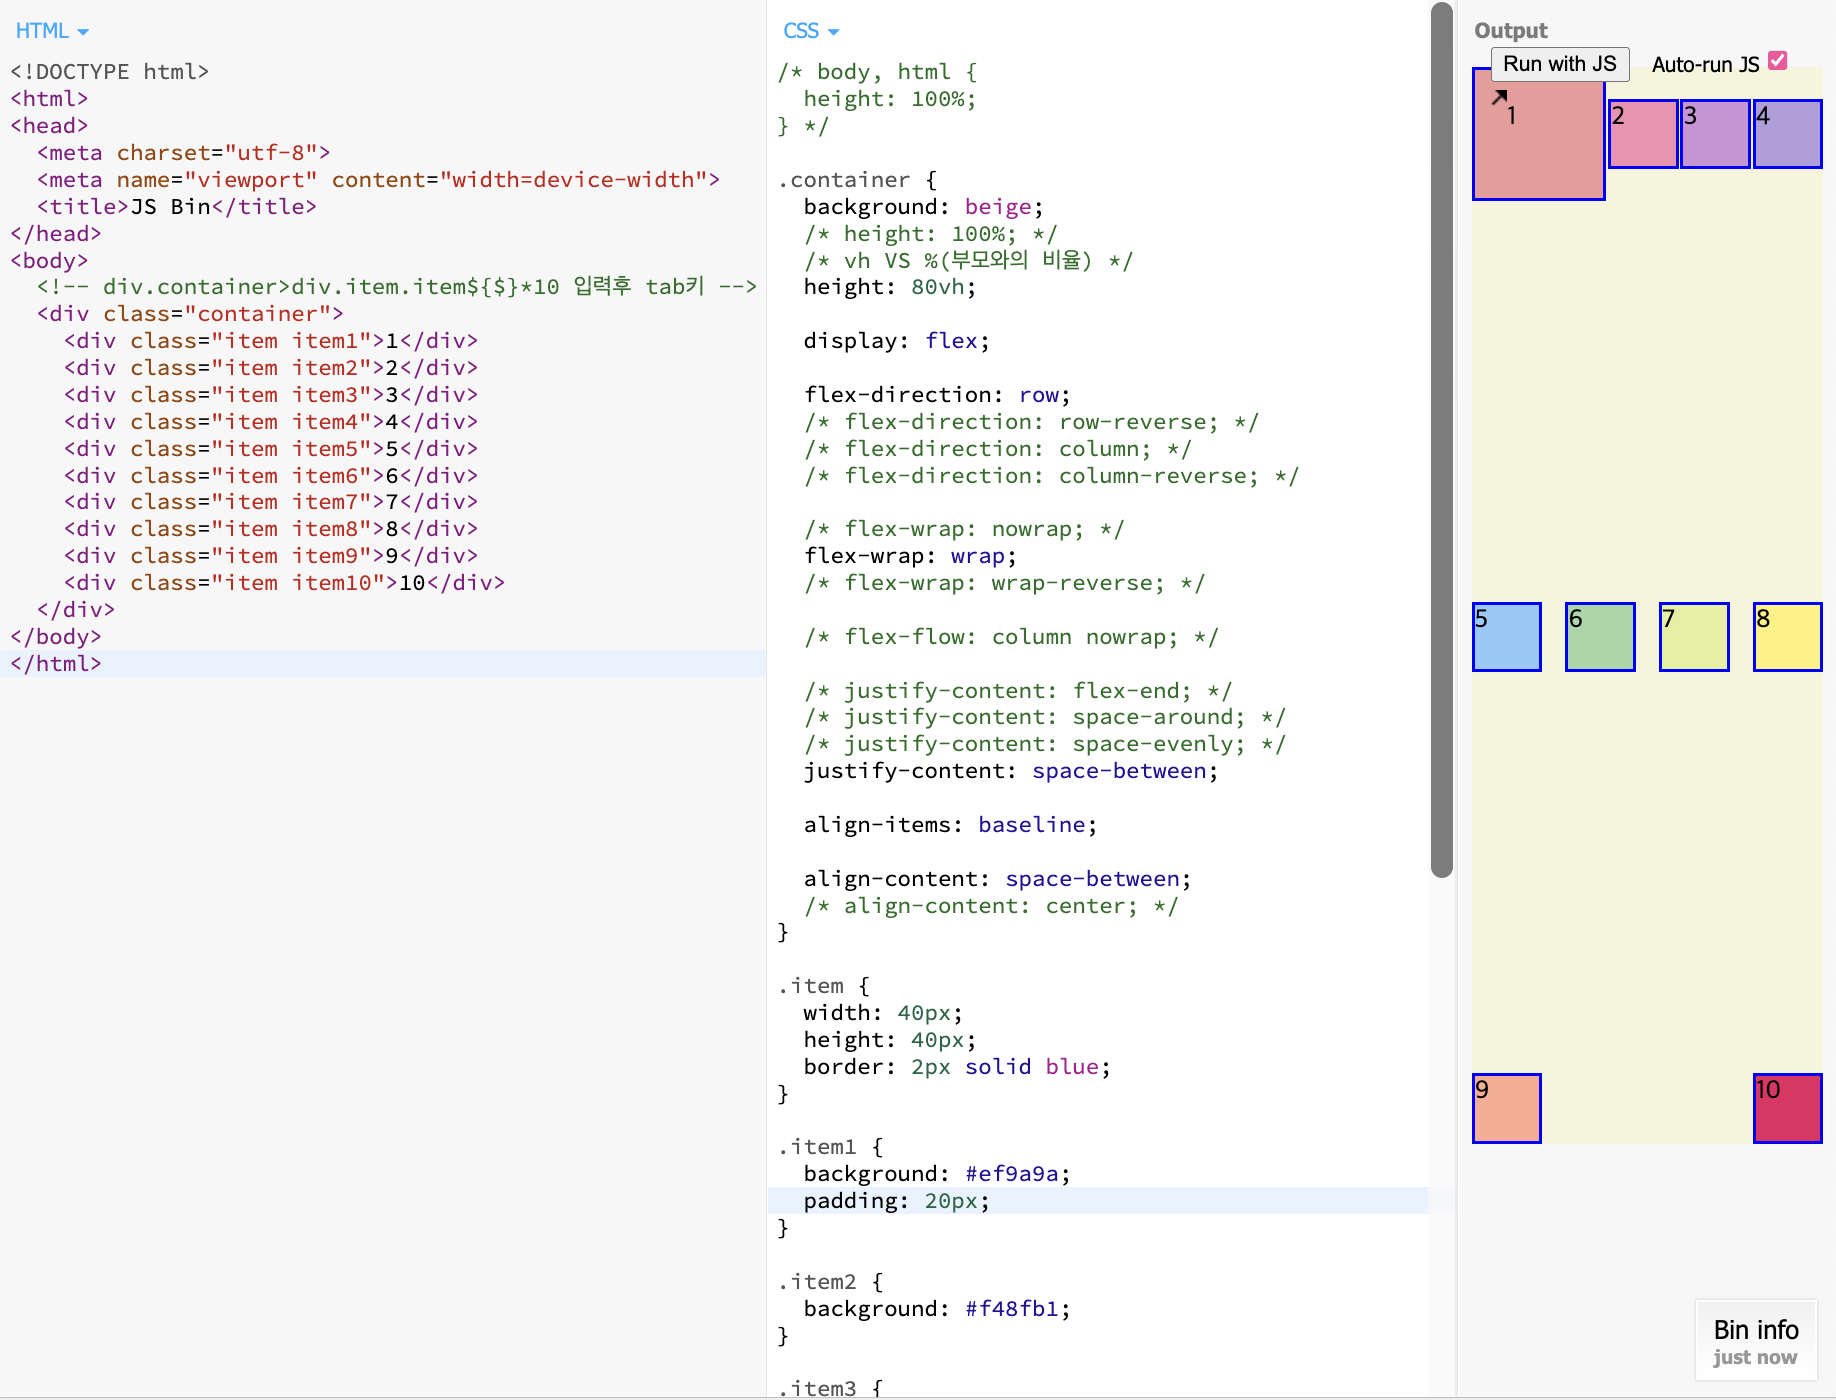 HTML
<!DOCTYPE html>
<html>
<head>
  <meta charset="utf-8">
  <meta name="viewport" content="width=device-width">
  <title>JS Bin</title>
</head>
<body>
  <!-- div.container>div.item.item${$}*10 입력후 tab키 -->
  <div class="container">
    <div class="item item1">1</div>
    <div class="item item2">2</div>
    <div class="item item3">3</div>
    <div class="item item4">4</div>
    <div class="item item5">5</div>
    <div class="item item6">6</div>
    <div class="item item7">7</div>
    <div class="item item8">8</div>
    <div class="item item9">9</div>
    <div class="item item10">10</div>
  </div>
</body>
</html>
CSS
/* body, html {
  height: 100%;
} */
.container {
  background: beige;
  /* height: 100%; */
  /* vh VS %(부모와의 비율) */
  height: 80vh;
  display: flex;
  flex-direction: row;
  /* flex-direction: row-reverse; */
  /* flex-direction: column; */
  /* flex-direction: column-reverse; */
  /* flex-wrap: nowrap; */
  flex-wrap: wrap;
  /* flex-wrap: wrap-reverse; */
  /* flex-flow: column nowrap; */
  /* justify-content: flex-end; */
  /* justify-content: space-around; */
  /* justify-content: space-evenly; */
  justify-content: space-between;
  align-items: baseline;
  align-content: space-between;
  /* align-content: center; */
}
.item {
  width: 40px;
  height: 40px;
  border: 2px solid blue;
}
.item1 {
  background: #ef9a9a;
  padding: 20px;
}
.item2 {
  background: #f48fb1;
}
.item3 {
Output
Run with JS Auto-run JS
1 2 3 4
5 6 7 8
9 10
Bin info
just now